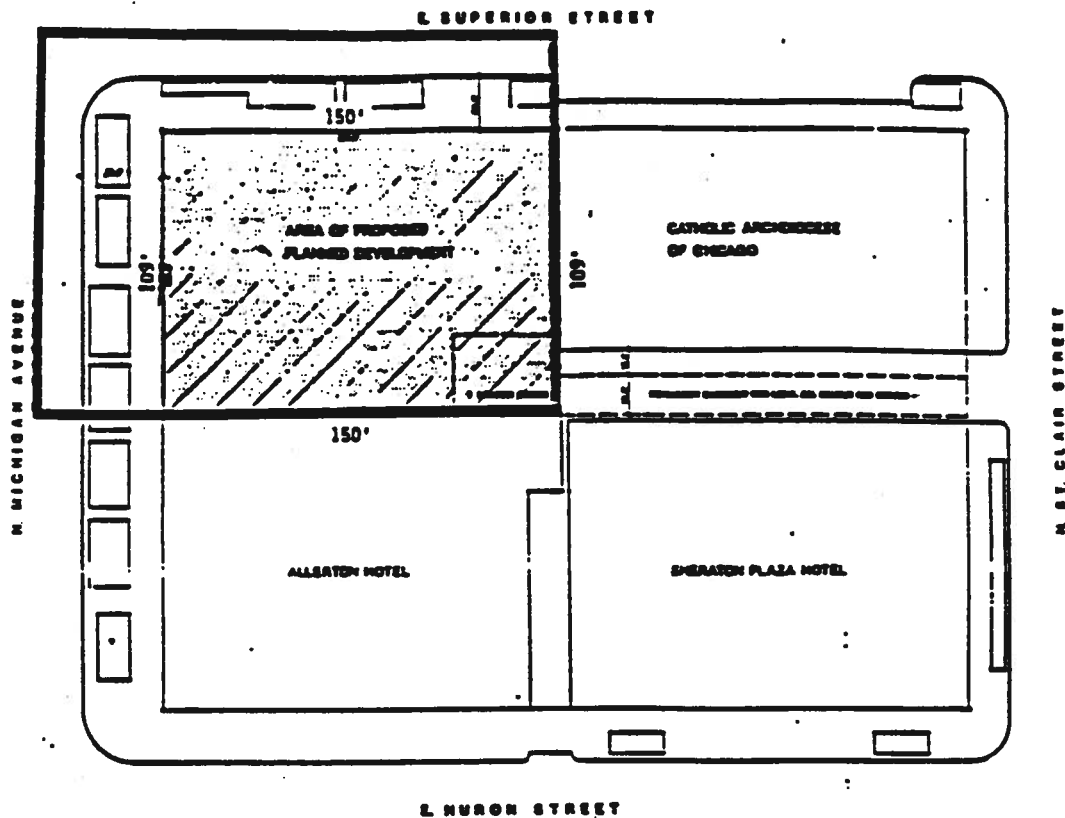 E. SUPERIOR STREET
150'
AREA OF PROPOSED
PLANNED DEVELOPMENT
CATHOLIC ARCHDIOCESE
OF CHICAGO
109'
109'
N. MICHIGAN AVENUE
N. ST. CLAIR STREET
150'
ALLERTON HOTEL
SHERATON PLAZA HOTEL
E. HURON STREET